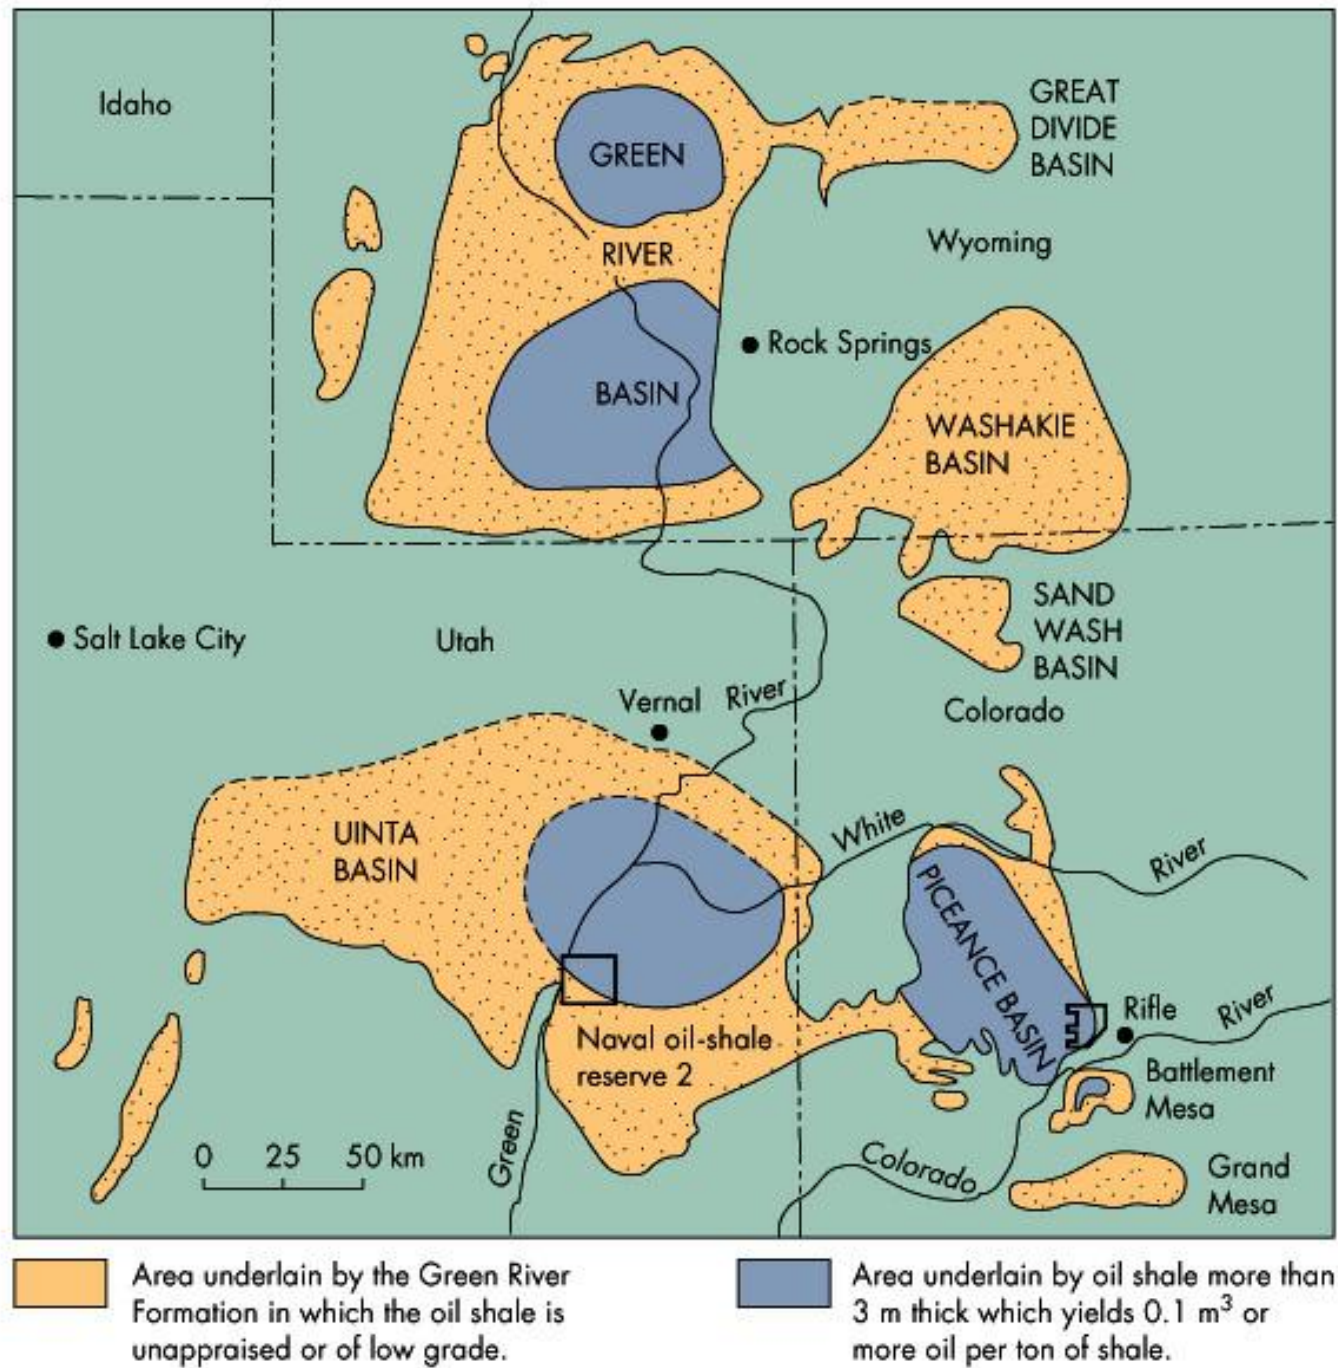 Idaho
GREAT
DIVIDE
BASIN
GREEN
Wyoming
RIVER
Rock Springs
BASIN
WASHAKIE
BASIN
SAND
WASH
BASIN
Salt Lake City
Utah
Vernal
River
Colorado
UINTA
BASIN
White
River
PICEANCE BASIN
Rifle
River
Naval oil-shale
reserve 2
Battlement
Mesa
Green
0 25 50 km
Colorado
Grand
Mesa
Area underlain by the Green River
Formation in which the oil shale is
unappraised or of low grade.
Area underlain by oil shale more than
3 m thick which yields 0.1 m³ or
more oil per ton of shale.